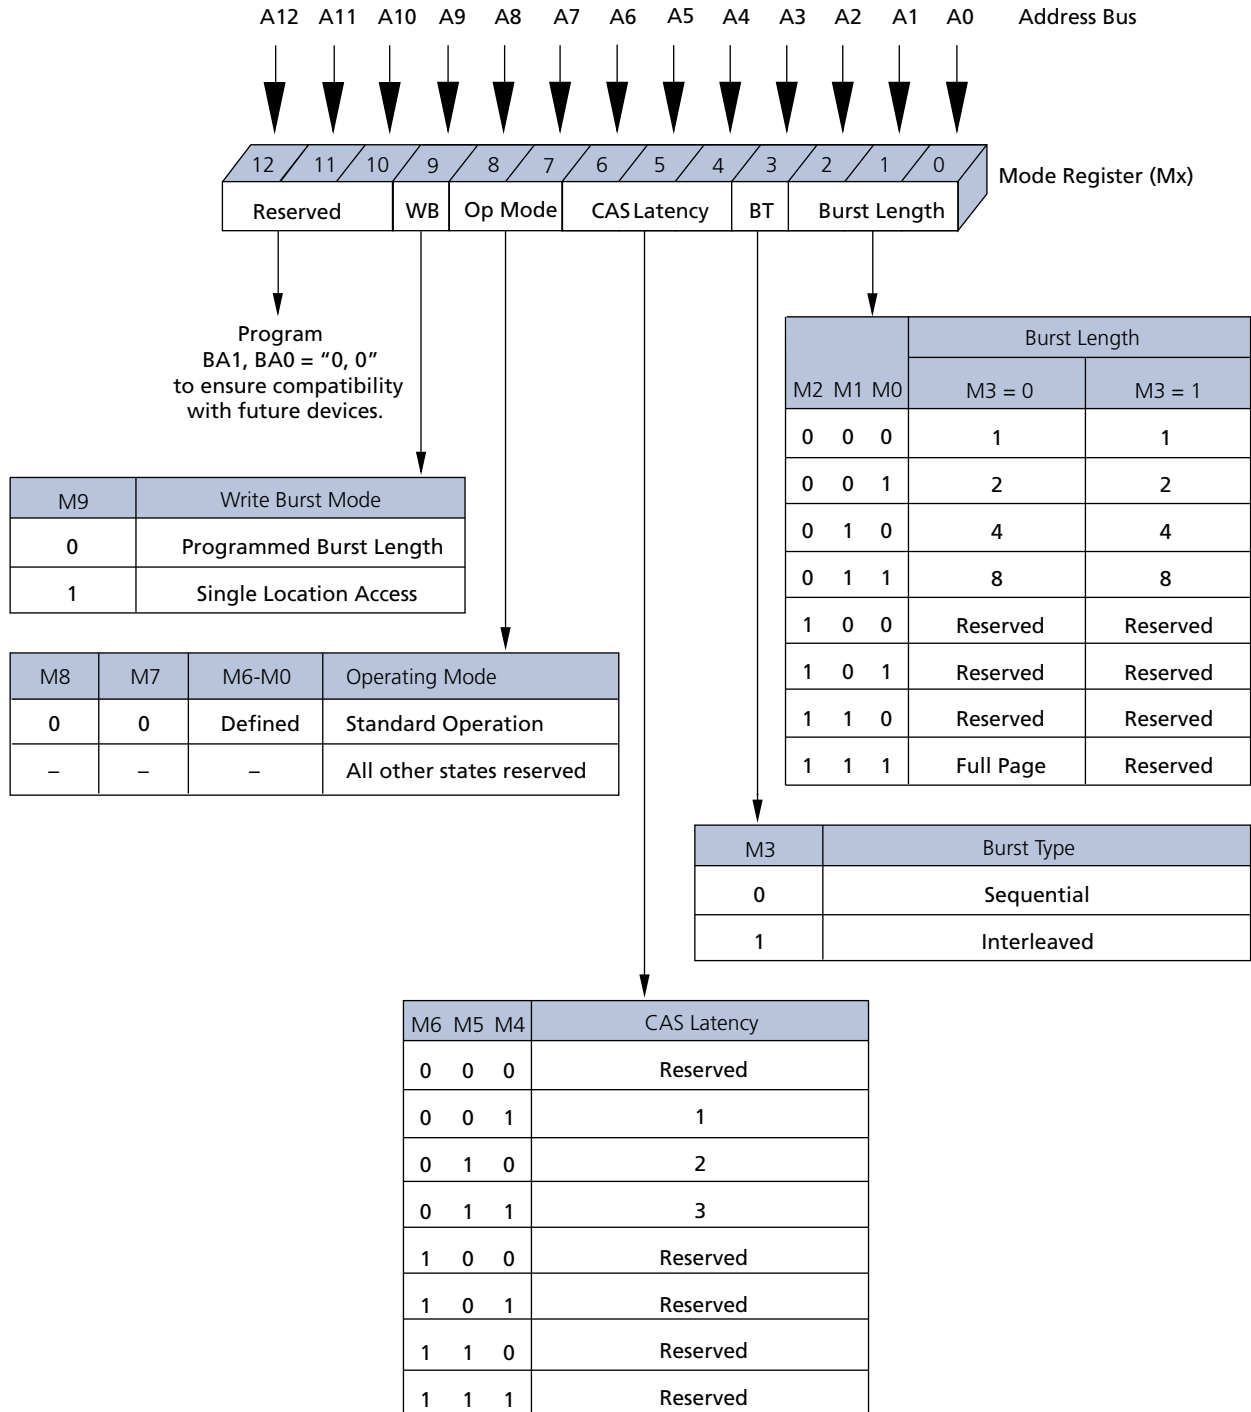 A12 A11 A10 A9 A8 A7 A6 A5 A4 A3 A2 A1 A0 Address Bus
12 11 10 9 8 7 6 5 4 3 2 1 0
Mode Register (Mx)
Reserved WB Op Mode CAS Latency BT Burst Length
Program
BA1, BA0 = “0, 0”
to ensure compatibility
with future devices.
Burst Length
M2 M1 M0 M3 = 0 M3 = 1
0 0 0 1 1
0 0 1 2 2
0 1 0 4 4
0 1 1 8 8
1 0 0 Reserved Reserved
1 0 1 Reserved Reserved
1 1 0 Reserved Reserved
1 1 1 Full Page Reserved
M9 Write Burst Mode
0 Programmed Burst Length
1 Single Location Access
M8 M7 M6-M0 Operating Mode
0 0 Defined Standard Operation
– – – All other states reserved
M3 Burst Type
0 Sequential
1 Interleaved
M6 M5 M4 CAS Latency
0 0 0 Reserved
0 0 1 1
0 1 0 2
0 1 1 3
1 0 0 Reserved
1 0 1 Reserved
1 1 0 Reserved
1 1 1 Reserved